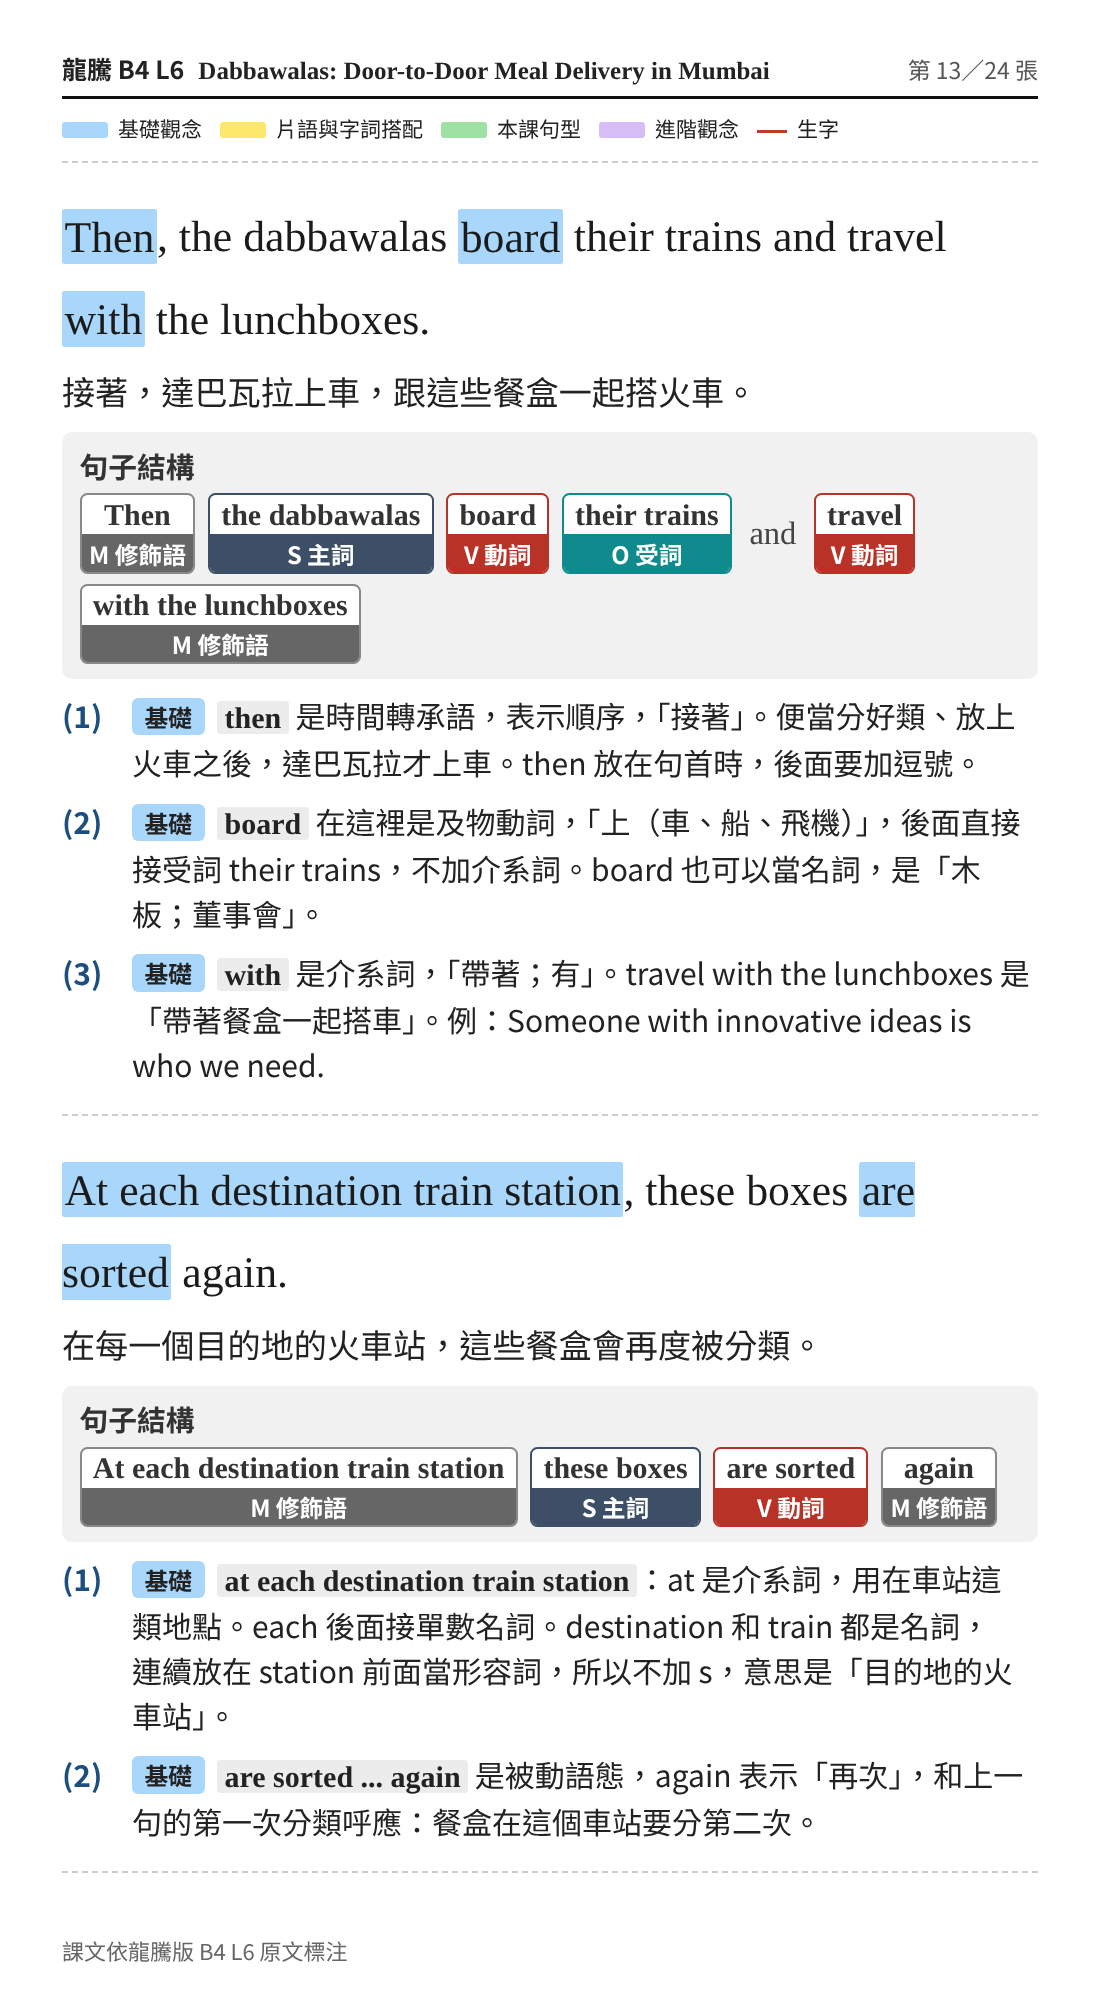 龍騰 B4 L6 Dabbawalas: Door-to-Door Meal Delivery in Mumbai 第 13／24 張
基礎觀念 片語與字詞搭配 本課句型 進階觀念 生字
Then, the dabbawalas board their trains and travel
with the lunchboxes.
接著，達巴瓦拉上車，跟這些餐盒一起搭火車。
句子結構
Then the dabbawalas board their trains and travel
M 修飾語 S 主詞 V 動詞 O 受詞 V 動詞
with the lunchboxes
M 修飾語
(1) 基礎 then 是時間轉承語，表示順序，「接著」。便當分好類、放上
火車之後，達巴瓦拉才上車。then 放在句首時，後面要加逗號。
(2) 基礎 board 在這裡是及物動詞，「上（車、船、飛機）」，後面直接
接受詞 their trains，不加介系詞。board 也可以當名詞，是「木
板；董事會」。
(3) 基礎 with 是介系詞，「帶著；有」。travel with the lunchboxes 是
「帶著餐盒一起搭車」。例：Someone with innovative ideas is
who we need.
At each destination train station, these boxes are
sorted again.
在每一個目的地的火車站，這些餐盒會再度被分類。
句子結構
At each destination train station these boxes are sorted again
M 修飾語 S 主詞 V 動詞 M 修飾語
(1) 基礎 at each destination train station：at 是介系詞，用在車站這
類地點。each 後面接單數名詞。destination 和 train 都是名詞，
連續放在 station 前面當形容詞，所以不加 s，意思是「目的地的火
車站」。
(2) 基礎 are sorted ... again 是被動語態，again 表示「再次」，和上一
句的第一次分類呼應：餐盒在這個車站要分第二次。
課文依龍騰版 B4 L6 原文標注